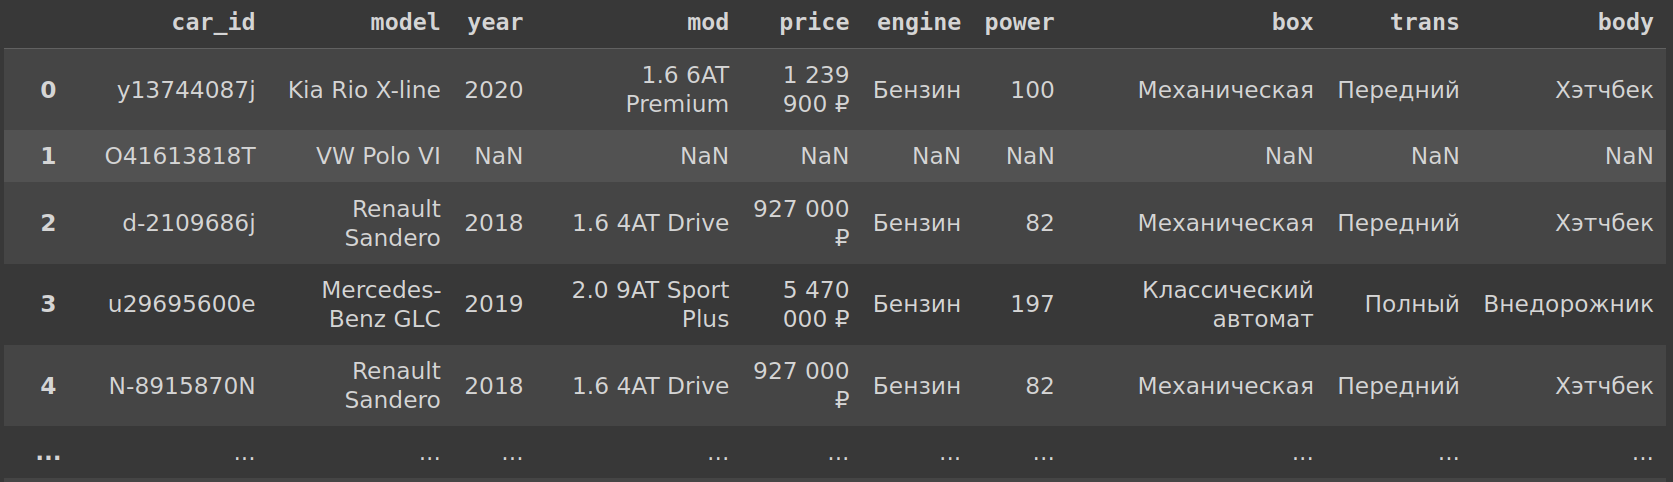 car_id model year mod price engine power box trans body
0 y13744087j Kia Rio X-line 2020 1.6 6AT Premium 1 239 900 ₽ Бензин 100 Механическая Передний Хэтчбек
1 O41613818T VW Polo VI NaN NaN NaN NaN NaN NaN NaN NaN
2 d-2109686j Renault Sandero 2018 1.6 4AT Drive 927 000 ₽ Бензин 82 Механическая Передний Хэтчбек
3 u29695600e Mercedes-Benz GLC 2019 2.0 9AT Sport Plus 5 470 000 ₽ Бензин 197 Классический автомат Полный Внедорожник
4 N-8915870N Renault Sandero 2018 1.6 4AT Drive 927 000 ₽ Бензин 82 Механическая Передний Хэтчбек
... ... ... ... ... ... ... ... ... ... ...